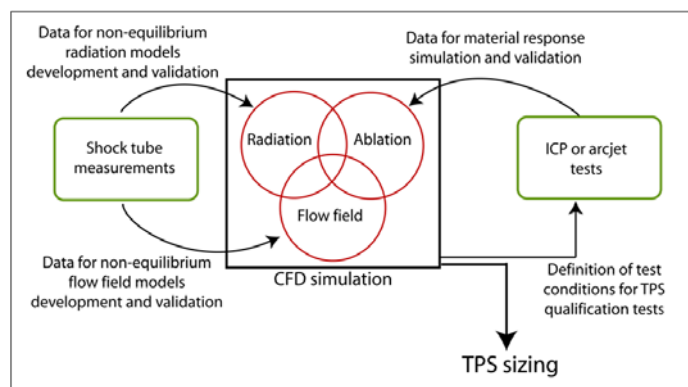 Data for non-equilibrium
radiation models
development and validation
Data for material response
simulation and validation
Shock tube
measurements
Radiation
Ablation
Flow field
ICP or arcjet
tests
Data for non-equilibrium
flow field models
development and validation
CFD simulation
Definition of test
conditions for TPS
qualification tests
TPS sizing